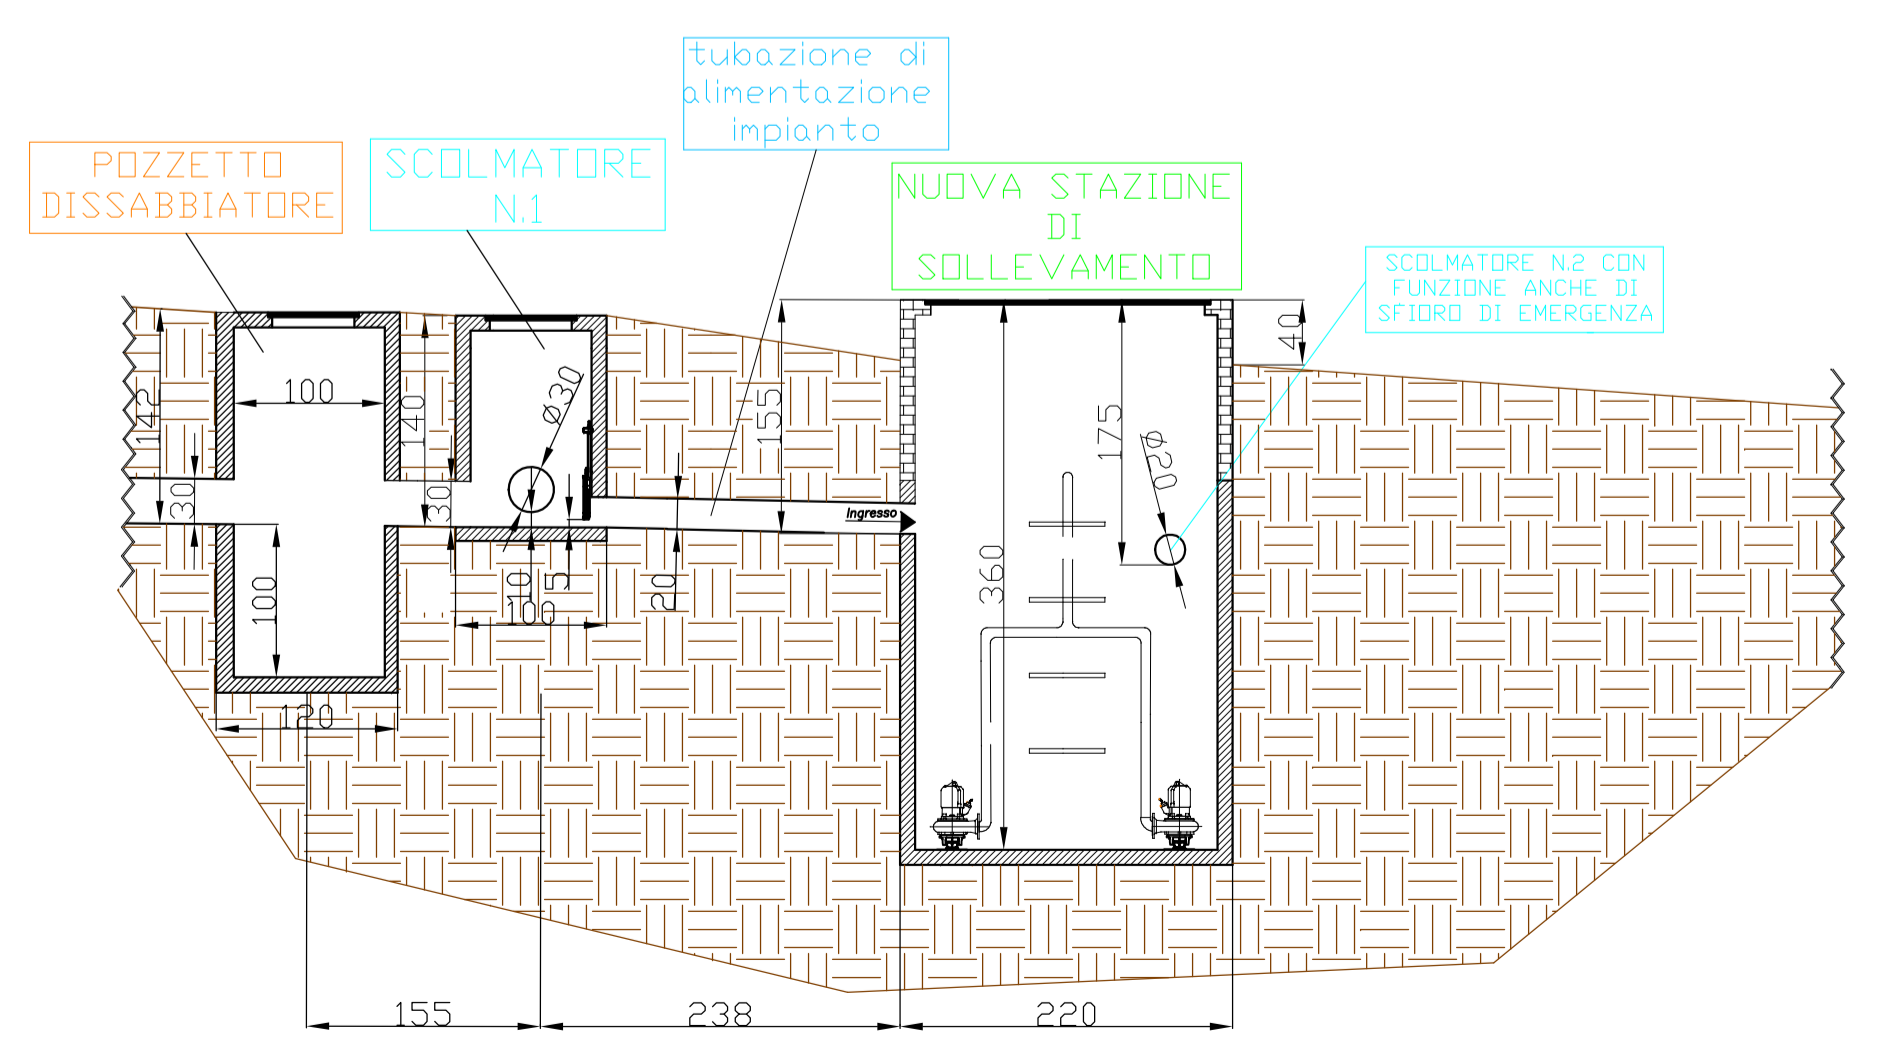 tubazione di
alimentazione
impianto
POZZETTO
DISSABBIATORE
SCOLMATORE
N.1
NUOVA STAZIONE
DI
SOLLEVAMENTO
SCOLMATORE N.2 CON
FUNZIONE ANCHE DI
SFIORO DI EMERGENZA
40
100
Ø30
142
140
155
175
Ø20
30
30
Ingresso
360
100
10
5
20
100
120
155
238
220